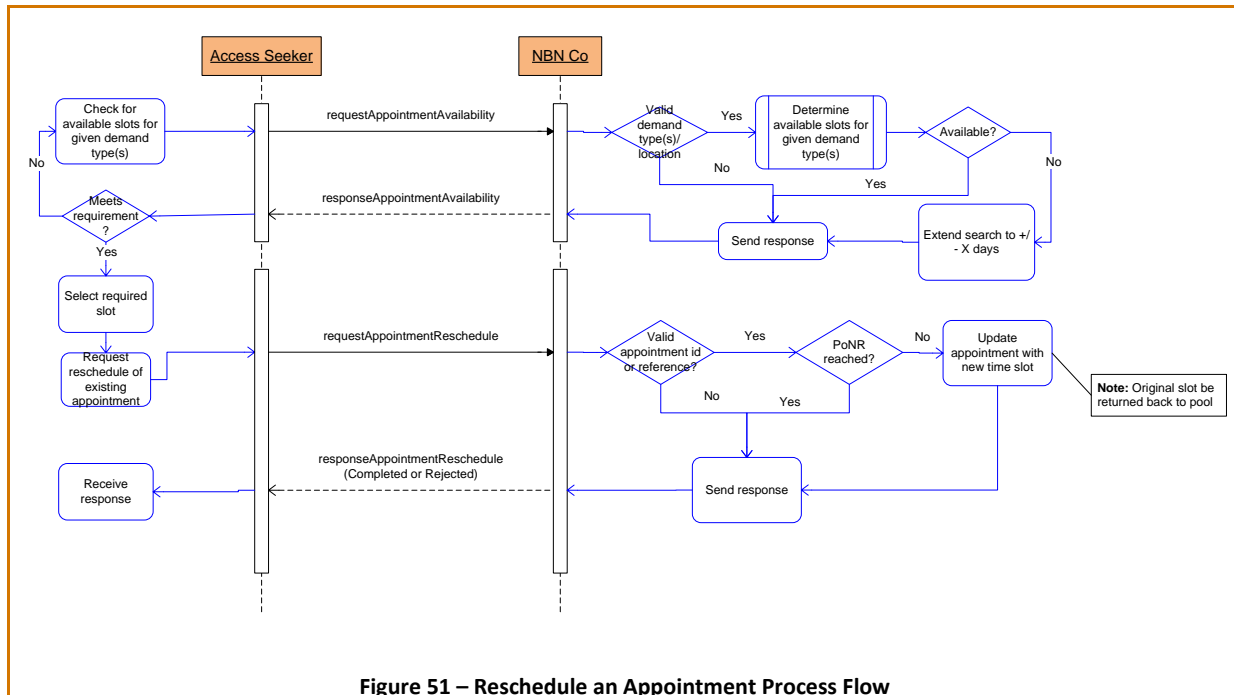 Access Seeker
NBN Co
Check for
available slots for
given demand
type(s)
requestAppointmentAvailability
Valid
demand
type(s)/
location
Yes
Determine
available slots for
given demand
type(s)
Available?
No
No
No
Yes
responseAppointmentAvailability
Meets
requirement
?
Send response
Extend search to +/
- X days
Yes
Select required
slot
requestAppointmentReschedule
Valid
appointment id
or reference?
Yes
PoNR
reached?
No
Update
appointment with
new time slot
Request
reschedule of
existing
appointment
Note: Original slot be
returned back to pool
No
Yes
responseAppointmentReschedule
(Completed or Rejected)
Receive
response
Send response
Figure 51 – Reschedule an Appointment Process Flow